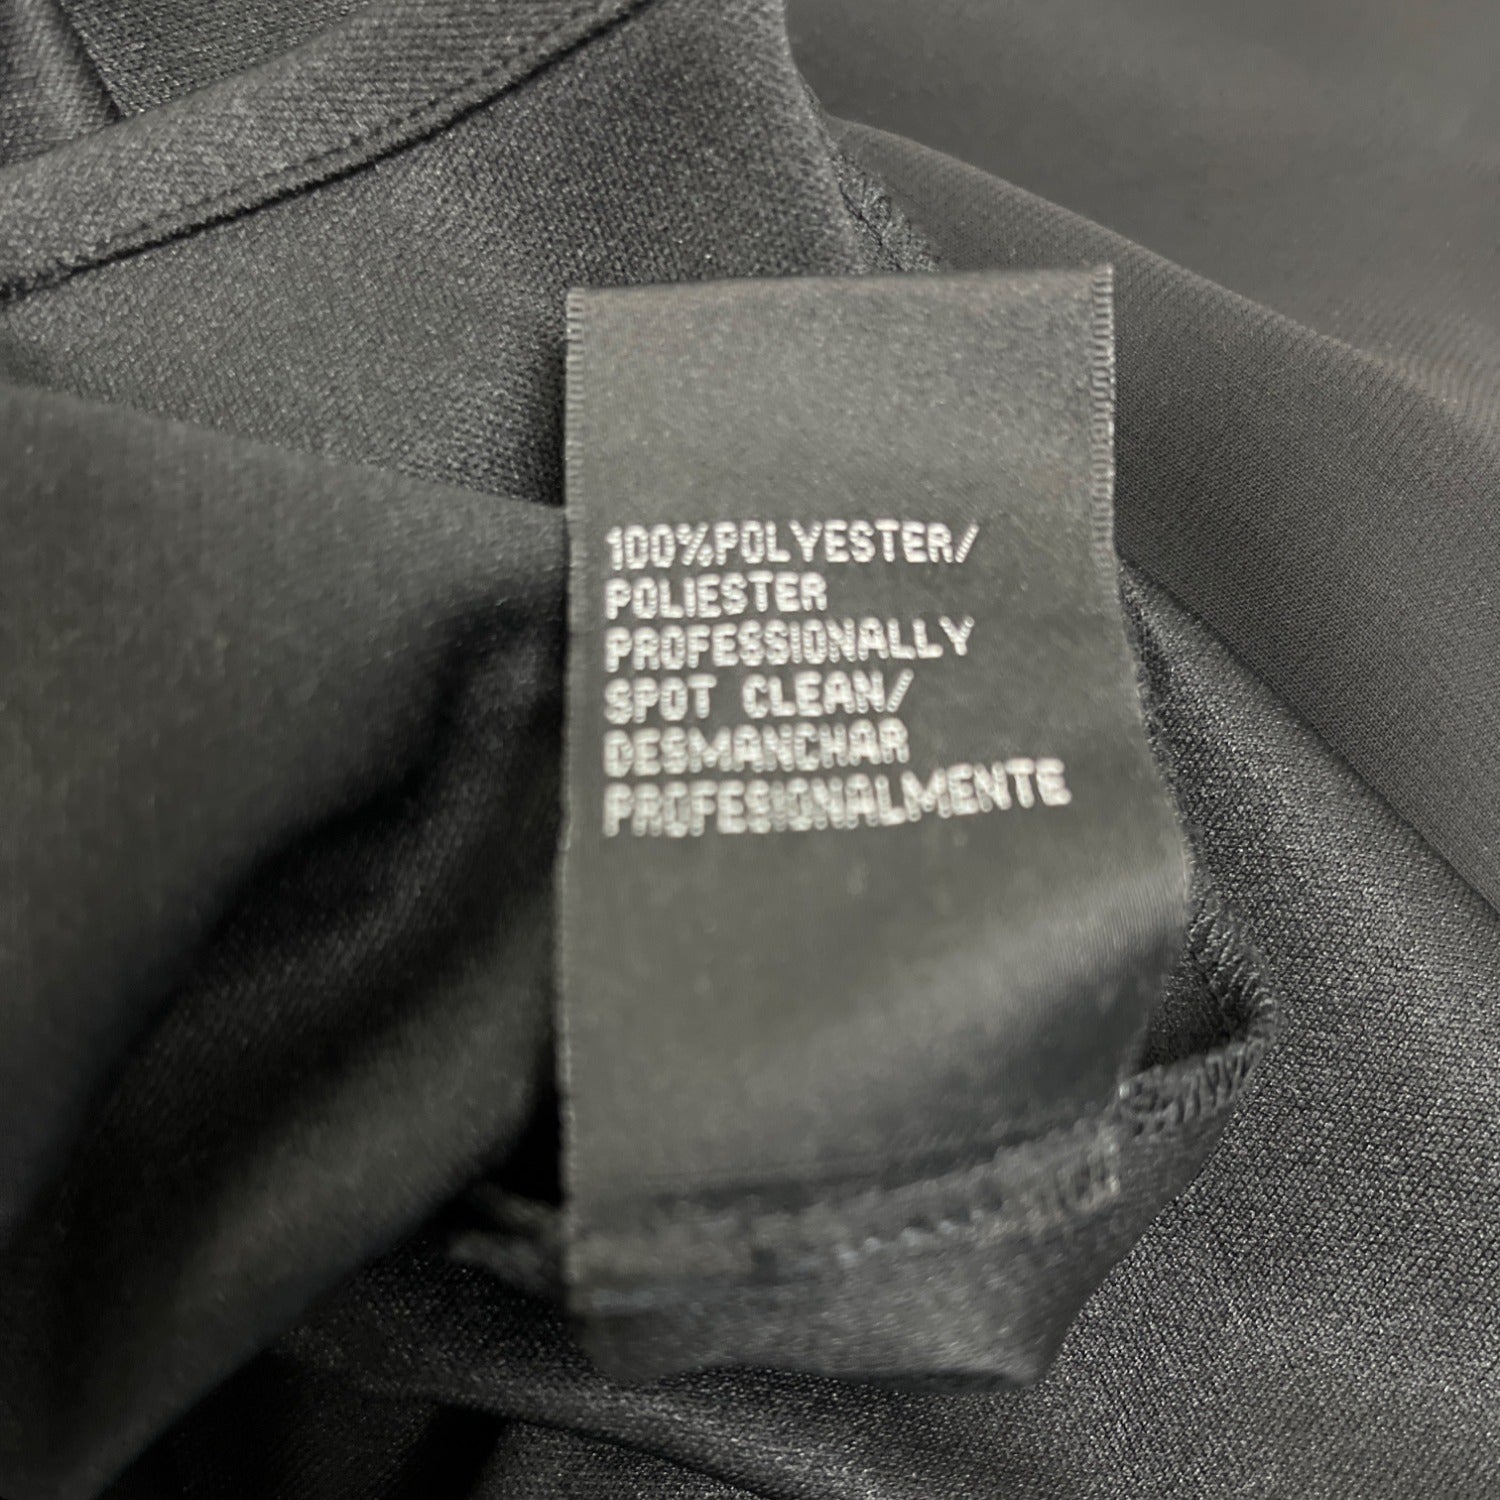 100%POLYESTER/
POLIESTER
PROFESSIONALLY
SPOT CLEAN/
DESMANCHAR
PROFESIONALMENTE